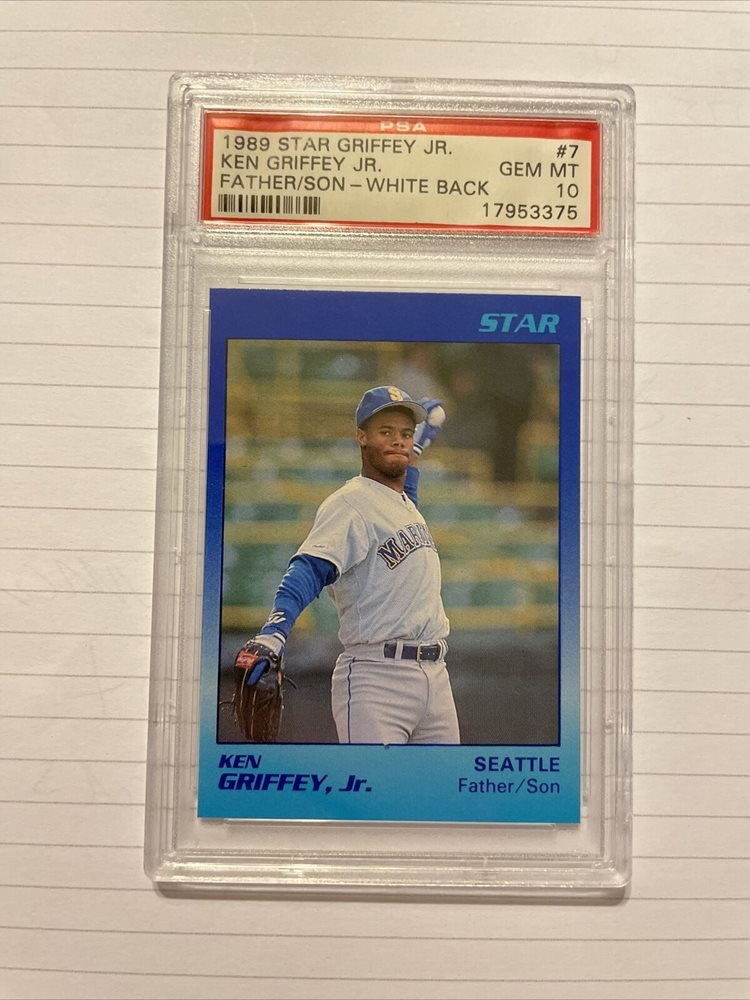 PSA
1989 STAR GRIFFEY JR. #7
KEN GRIFFEY JR. GEM MT
FATHER/SON-WHITE BACK 10
17953375
STAR
S
MARIN
KEN SEATTLE
GRIFFEY, Jr. Father/Son